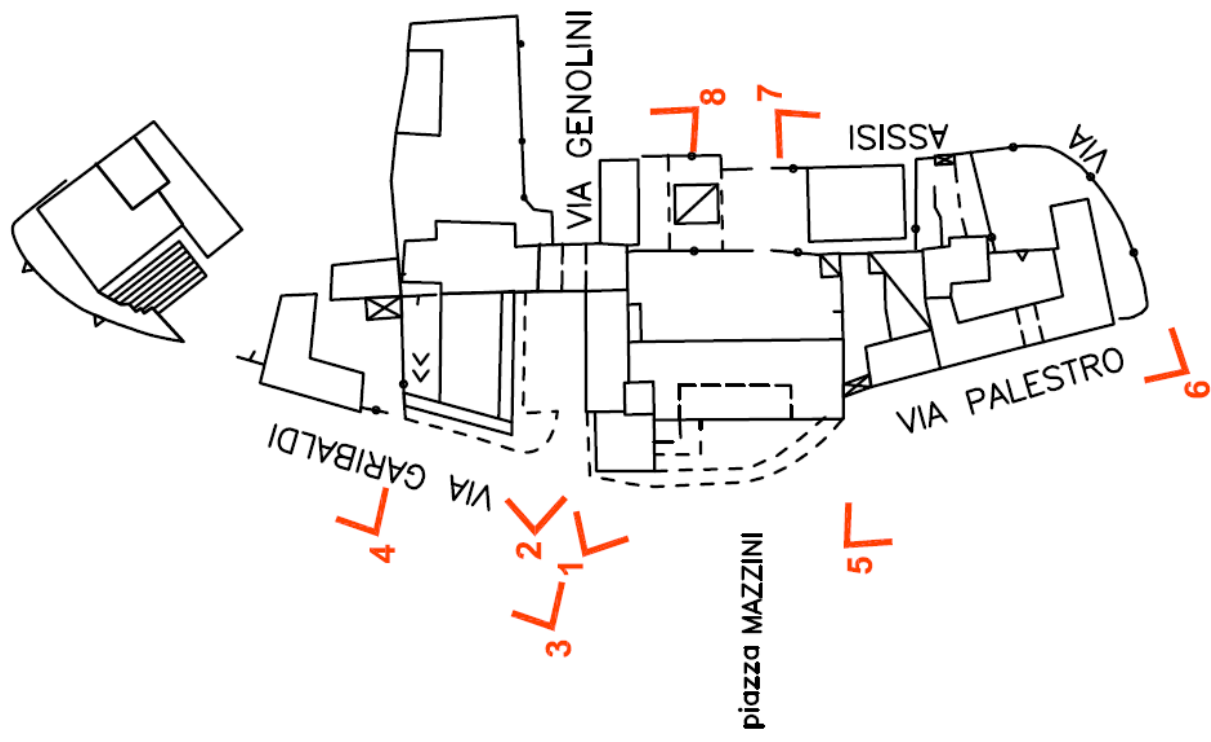 VIA GENOLINI
8
7
ASSISI
VIA
VIA PALESTRO
6
VIA GARIBALDI
4
2
1
3
5
piazza MAZZINI